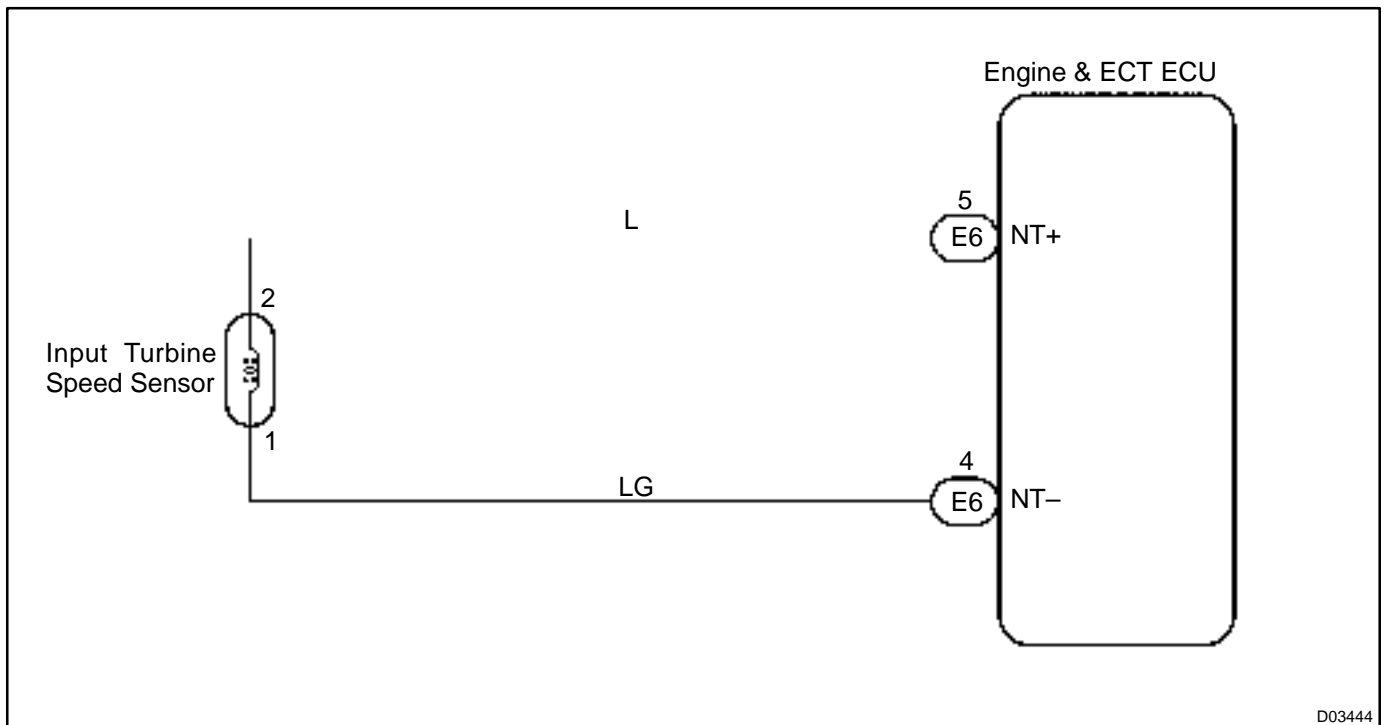 Engine & ECT ECU
5
L
E6
NT+
2
Input Turbine
Speed Sensor
1
4
LG
E6
NT–
D03444